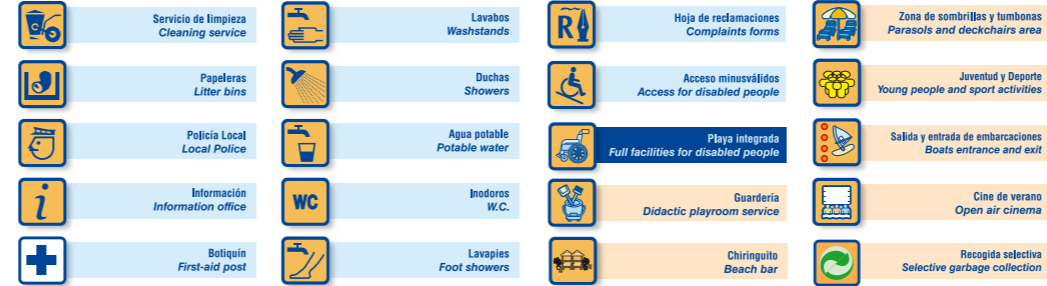 Servicio de limpieza
Cleaning service
Papeleras
Litter bins
Policía Local
Local Police
i
Información
Information office
Botiquín
First-aid post
Lavabos
Washstands
Duchas
Showers
Agua potable
Potable water
WC
Inodoros
W.C.
Lavapies
Foot showers
R
Hoja de reclamaciones
Complaints forms
Acceso minusválidos
Access for disabled people
Playa integrada
Full facilities for disabled people
Guardería
Didactic playroom service
Chiringuito
Beach bar
Zona de sombrillas y tumbonas
Parasols and deckchairs area
Juventud y Deporte
Young people and sport activities
Salida y entrada de embarcaciones
Boats entrance and exit
Cine de verano
Open air cinema
Recogida selectiva
Selective garbage collection